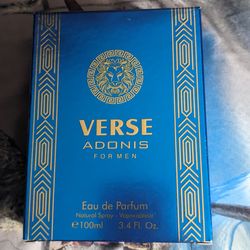 VERSE
ADONIS
FOR MEN
Eau de Parfum
Natural Spray - Vaporisateur
℮100ml 3.4 Fl. Oz.